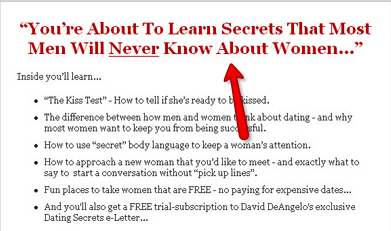 “You’re About To Learn Secrets That Most
Men Will Never Know About Women...”
Inside you'll learn...
• “The Kiss Test” - How to tell if she's ready to be kissed.
• The difference between how men and women think about dating - and why
most women want to keep you from being successful.
• How to use “secret” body language to keep a woman's attention.
• How to approach a new woman that you'd like to meet - and exactly what to
say to start a conversation without “pick up lines”.
• Fun places to take women that are FREE - no paying for expensive dates...
• And you'll also get a FREE trial-subscription to David DeAngelo's exclusive
Dating Secrets e-Letter...